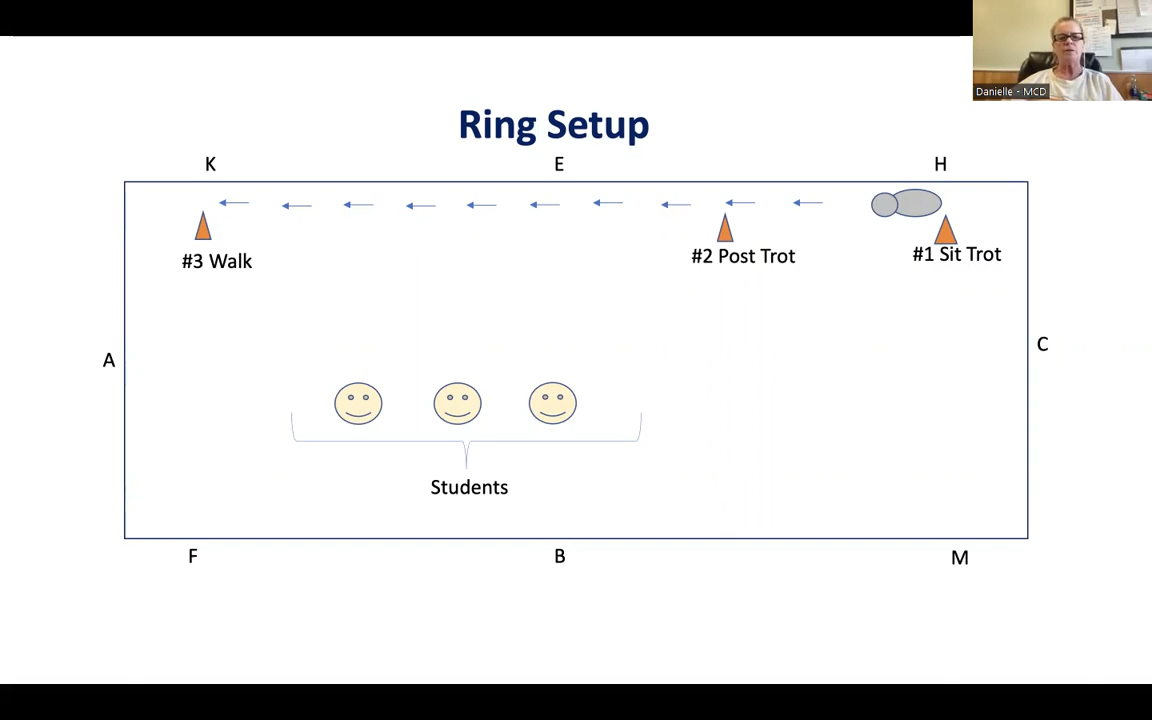 Danielle - MCD
Ring Setup
K E H
#3 Walk
#2 Post Trot
#1 Sit Trot
A
C
Students
F B M